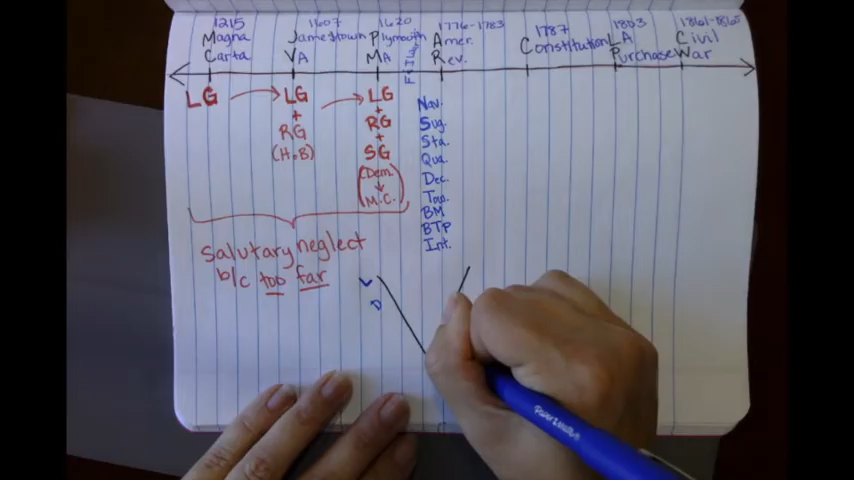 1215
Magna
Carta
1607
Jamestown
VA
1620
Plymouth
MA
1776-1783
Amer.
Rev.
1787
Constitution
1803
LA
Purchase
1861-1865
Civil
War
LG
LG
+
RG
(H.B)
LG
+
RG
+
SG
(Dem.
M.C.)
Nav.
Sug.
Sta.
Qua.
Dec.
BM
BTP
Int.
salutary neglect
b/c too far